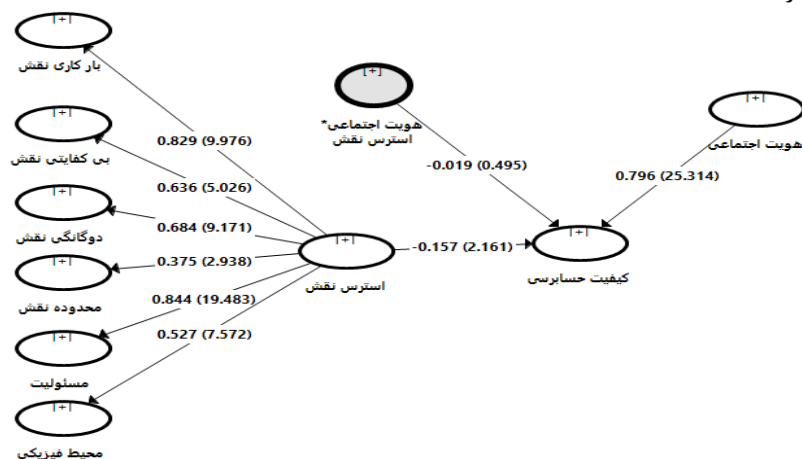 [+]
بار کاری نقش
[+]
هویت اجتماعی*
استرس نقش
[+]
هویت اجتماعی
[+]
بی کفایتی نقش
0.829 (9.976)
-0.019 (0.495)
0.796 (25.314)
0.636 (5.026)
[+]
دوگانگی نقش
0.684 (9.171)
[+]
استرس نقش
-0.157 (2.161)
[+]
کیفیت حسابرسی
[+]
محدوده نقش
0.375 (2.938)
0.844 (19.483)
0.527 (7.572)
[+]
مسئولیت
[+]
محیط فیزیکی